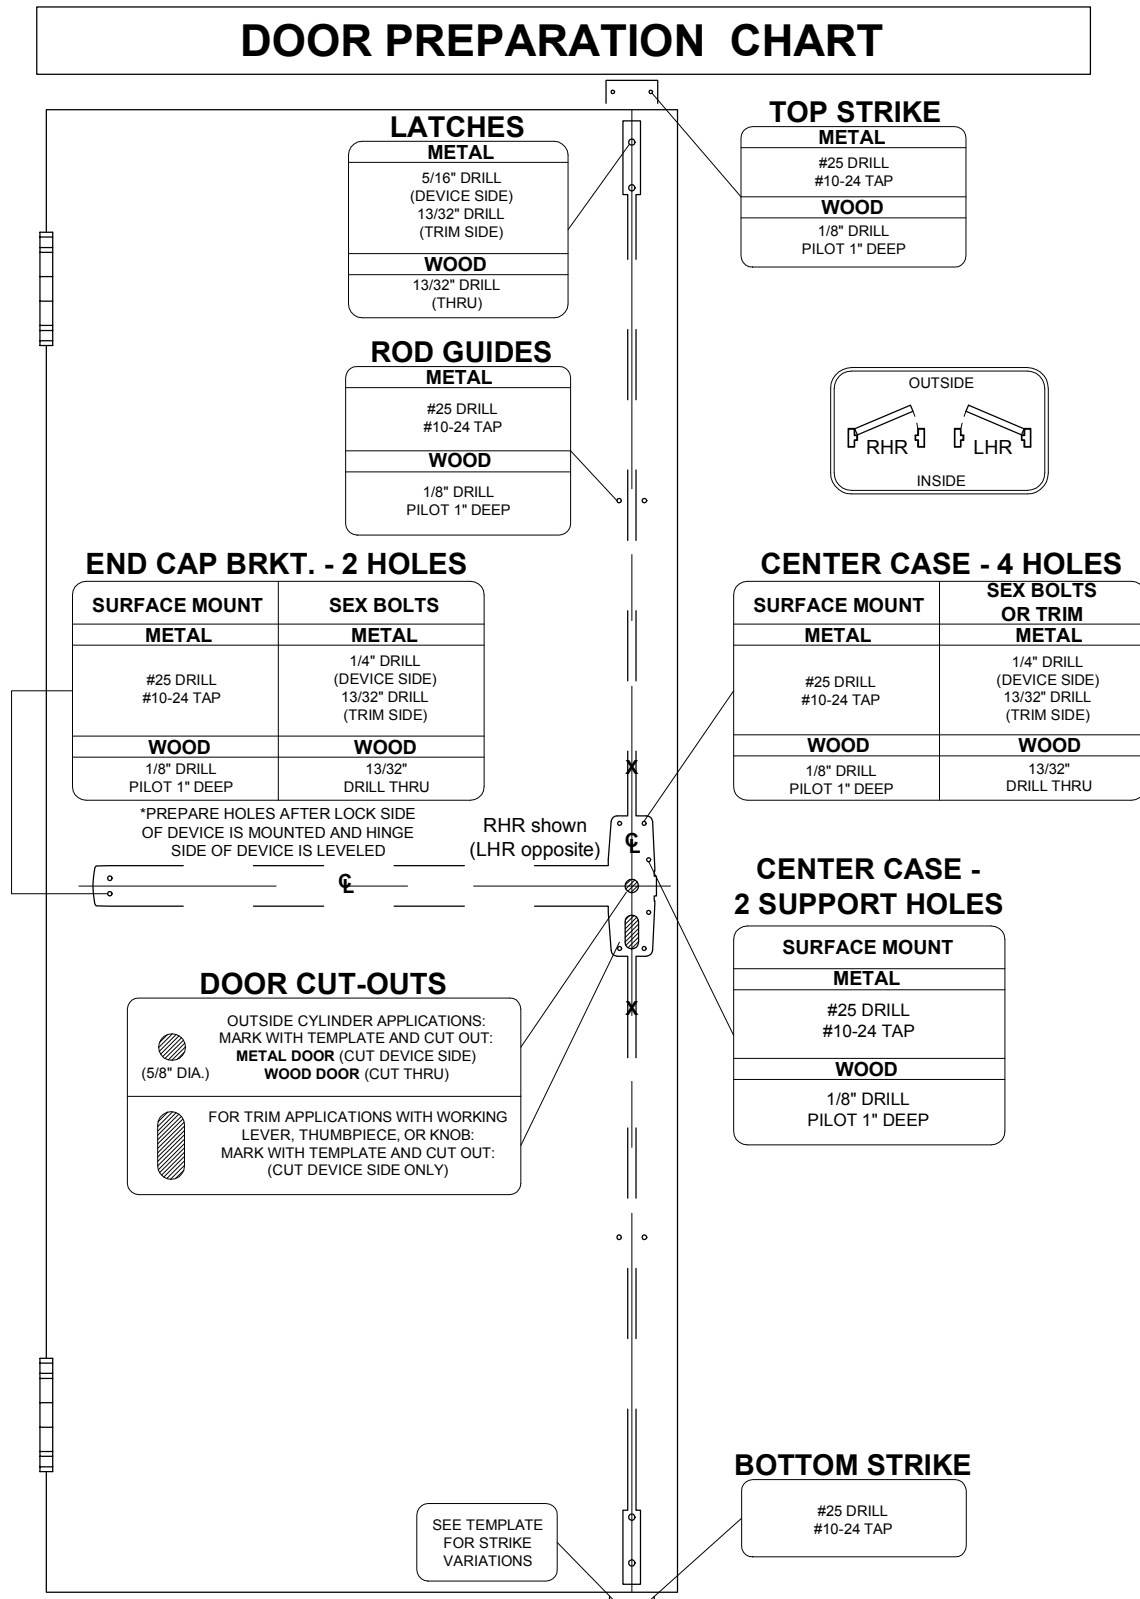 DOOR PREPARATION CHART
LATCHES
METAL
5/16" DRILL
(DEVICE SIDE)
13/32" DRILL
(TRIM SIDE)
WOOD
13/32" DRILL
(THRU)
TOP STRIKE
METAL
#25 DRILL
#10-24 TAP
WOOD
1/8" DRILL
PILOT 1" DEEP
ROD GUIDES
METAL
#25 DRILL
#10-24 TAP
WOOD
1/8" DRILL
PILOT 1" DEEP
OUTSIDE
RHR LHR
INSIDE
END CAP BRKT. - 2 HOLES
SURFACE MOUNT
METAL
#25 DRILL
#10-24 TAP
WOOD
1/8" DRILL
PILOT 1" DEEP
SEX BOLTS
METAL
1/4" DRILL
(DEVICE SIDE)
13/32" DRILL
(TRIM SIDE)
WOOD
13/32"
DRILL THRU
*PREPARE HOLES AFTER LOCK SIDE
OF DEVICE IS MOUNTED AND HINGE
SIDE OF DEVICE IS LEVELED
CENTER CASE - 4 HOLES
SURFACE MOUNT
METAL
#25 DRILL
#10-24 TAP
WOOD
1/8" DRILL
PILOT 1" DEEP
SEX BOLTS
OR TRIM
METAL
1/4" DRILL
(DEVICE SIDE)
13/32" DRILL
(TRIM SIDE)
WOOD
13/32"
DRILL THRU
X
RHR shown
(LHR opposite)
℄
℄
X
CENTER CASE -
2 SUPPORT HOLES
SURFACE MOUNT
METAL
#25 DRILL
#10-24 TAP
WOOD
1/8" DRILL
PILOT 1" DEEP
DOOR CUT-OUTS
(5/8" DIA.)
OUTSIDE CYLINDER APPLICATIONS:
MARK WITH TEMPLATE AND CUT OUT:
METAL DOOR (CUT DEVICE SIDE)
WOOD DOOR (CUT THRU)
FOR TRIM APPLICATIONS WITH WORKING
LEVER, THUMBPIECE, OR KNOB:
MARK WITH TEMPLATE AND CUT OUT:
(CUT DEVICE SIDE ONLY)
BOTTOM STRIKE
#25 DRILL
#10-24 TAP
SEE TEMPLATE
FOR STRIKE
VARIATIONS